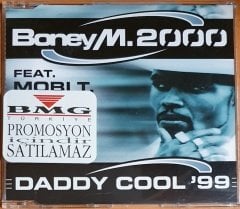 Boney M. 2000
FEAT. MOBI T.
BMG
TÜRKİYE
PROMOSYON
içindir
SATILAMAZ
DADDY COOL '99